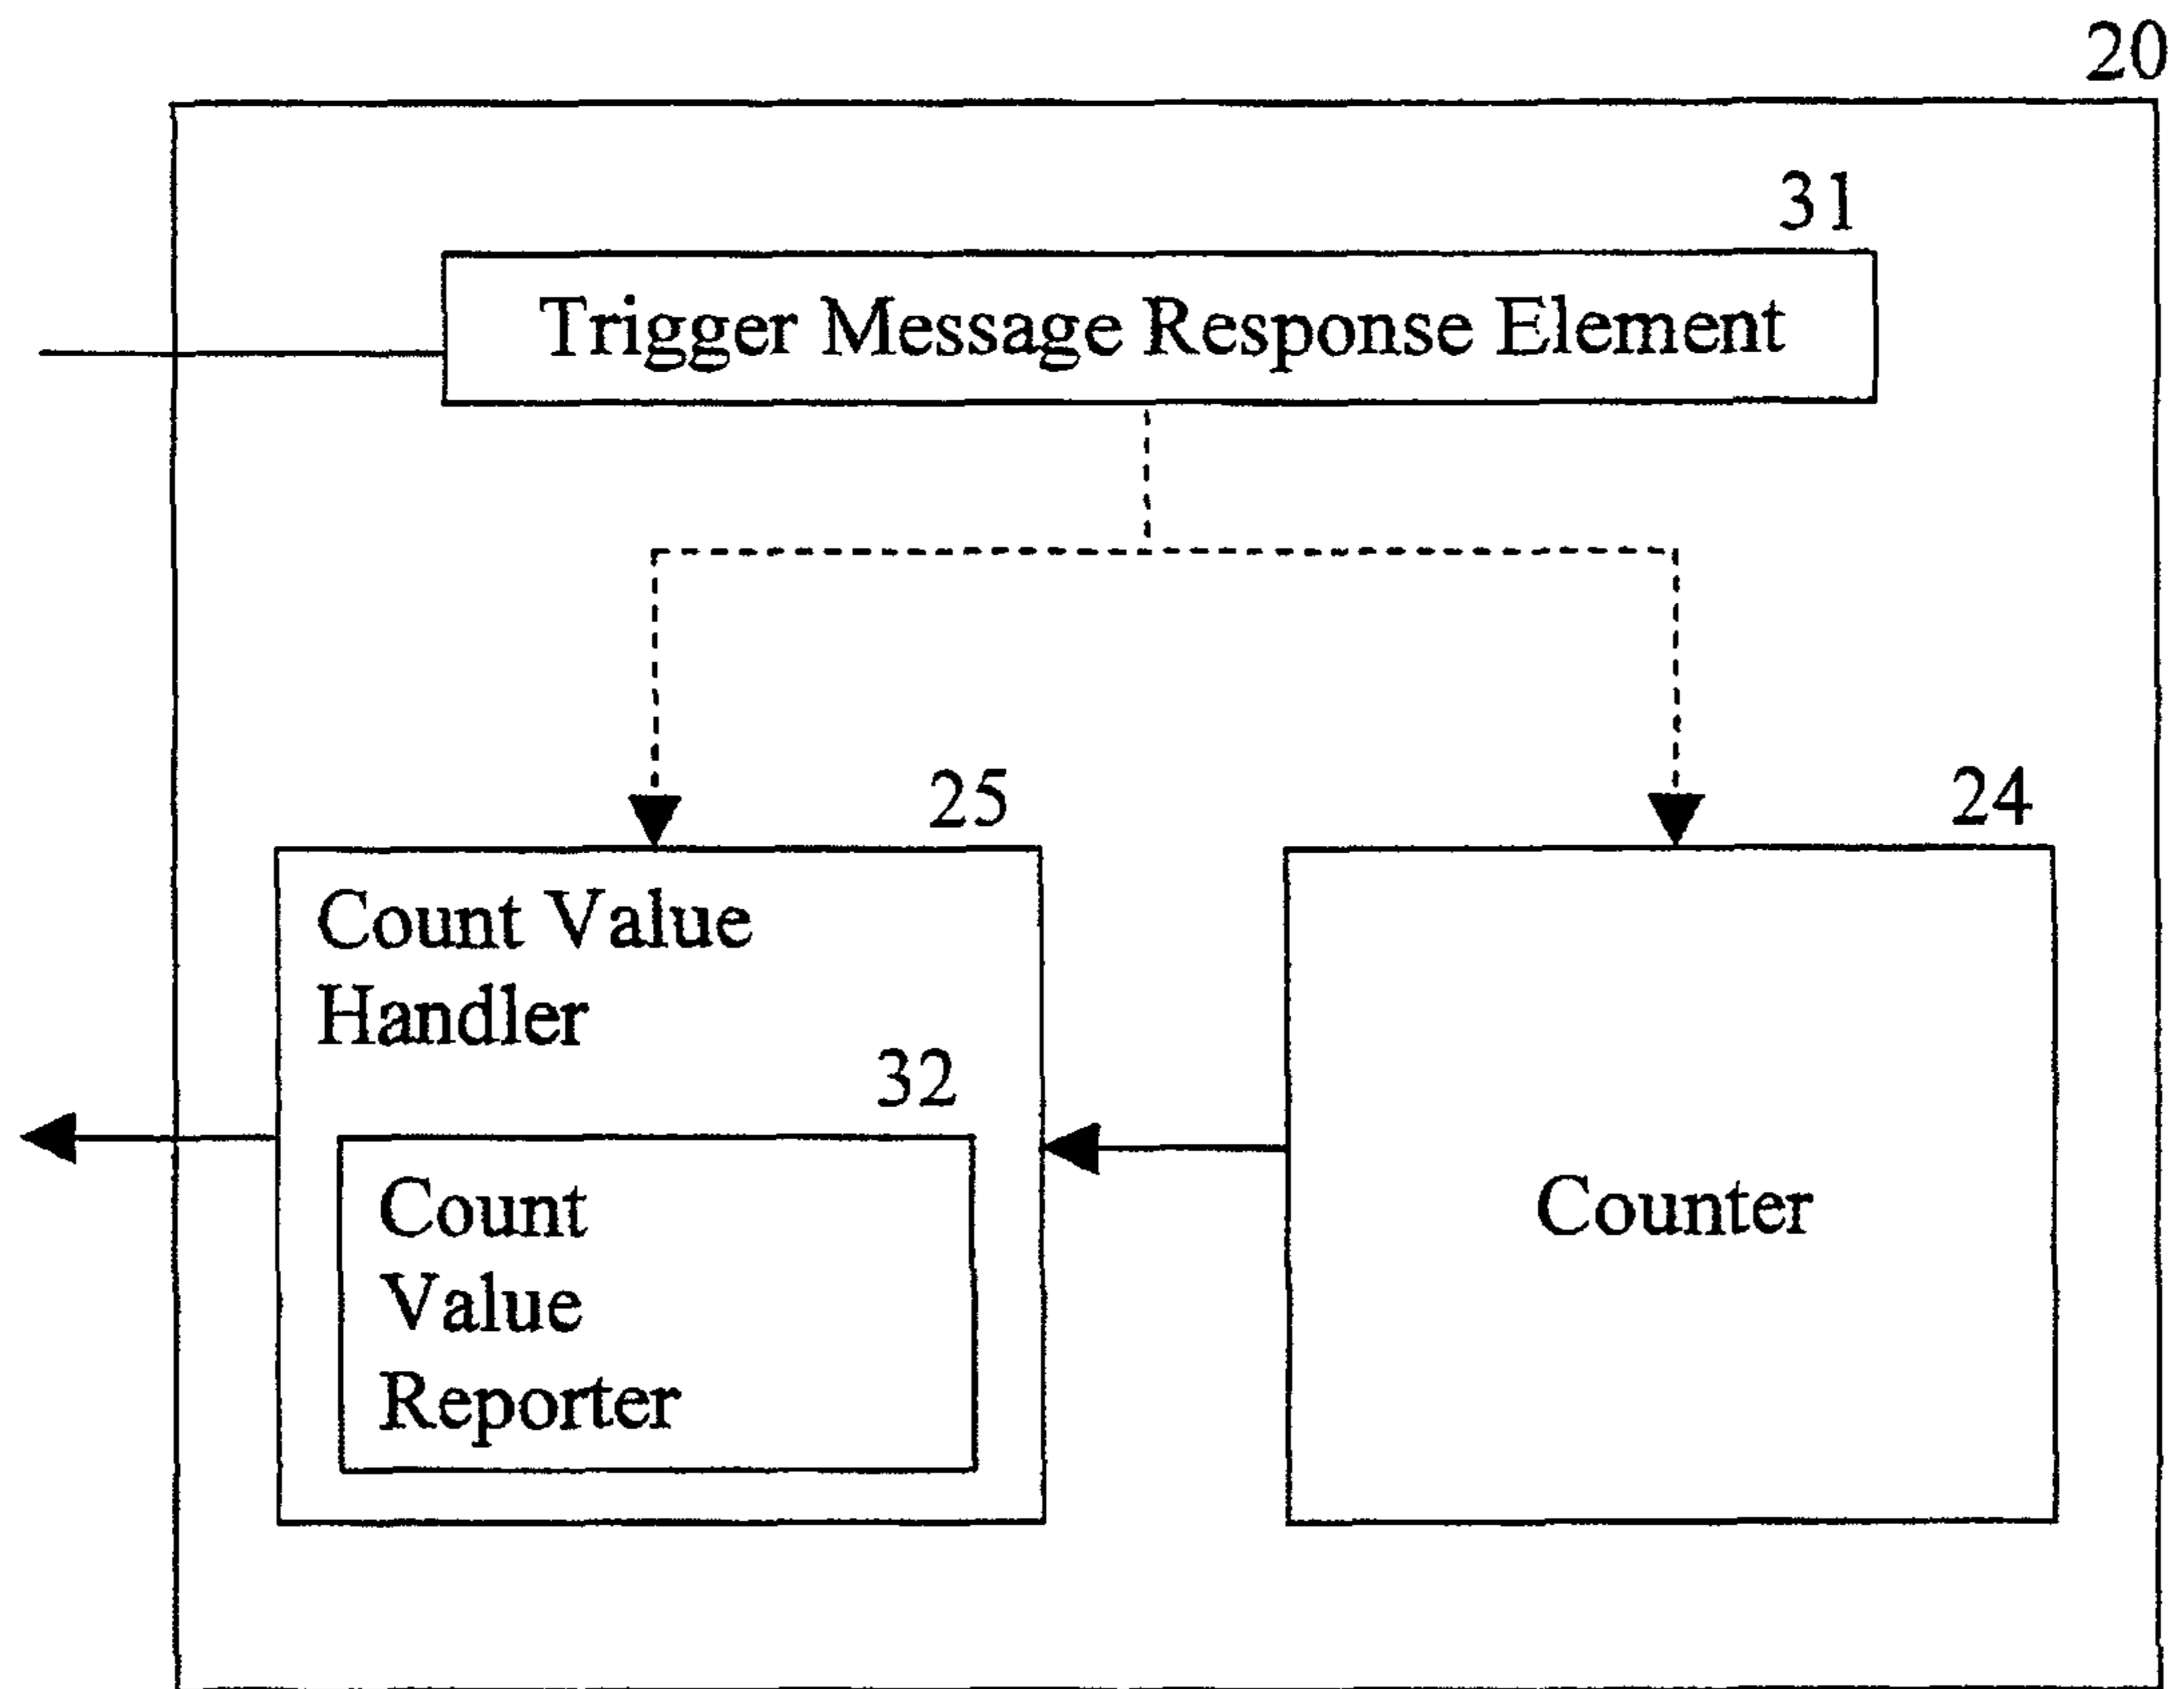 20
31
Trigger Message Response Element
25
24
Count Value
Handler
32
Count
Value
Reporter
Counter